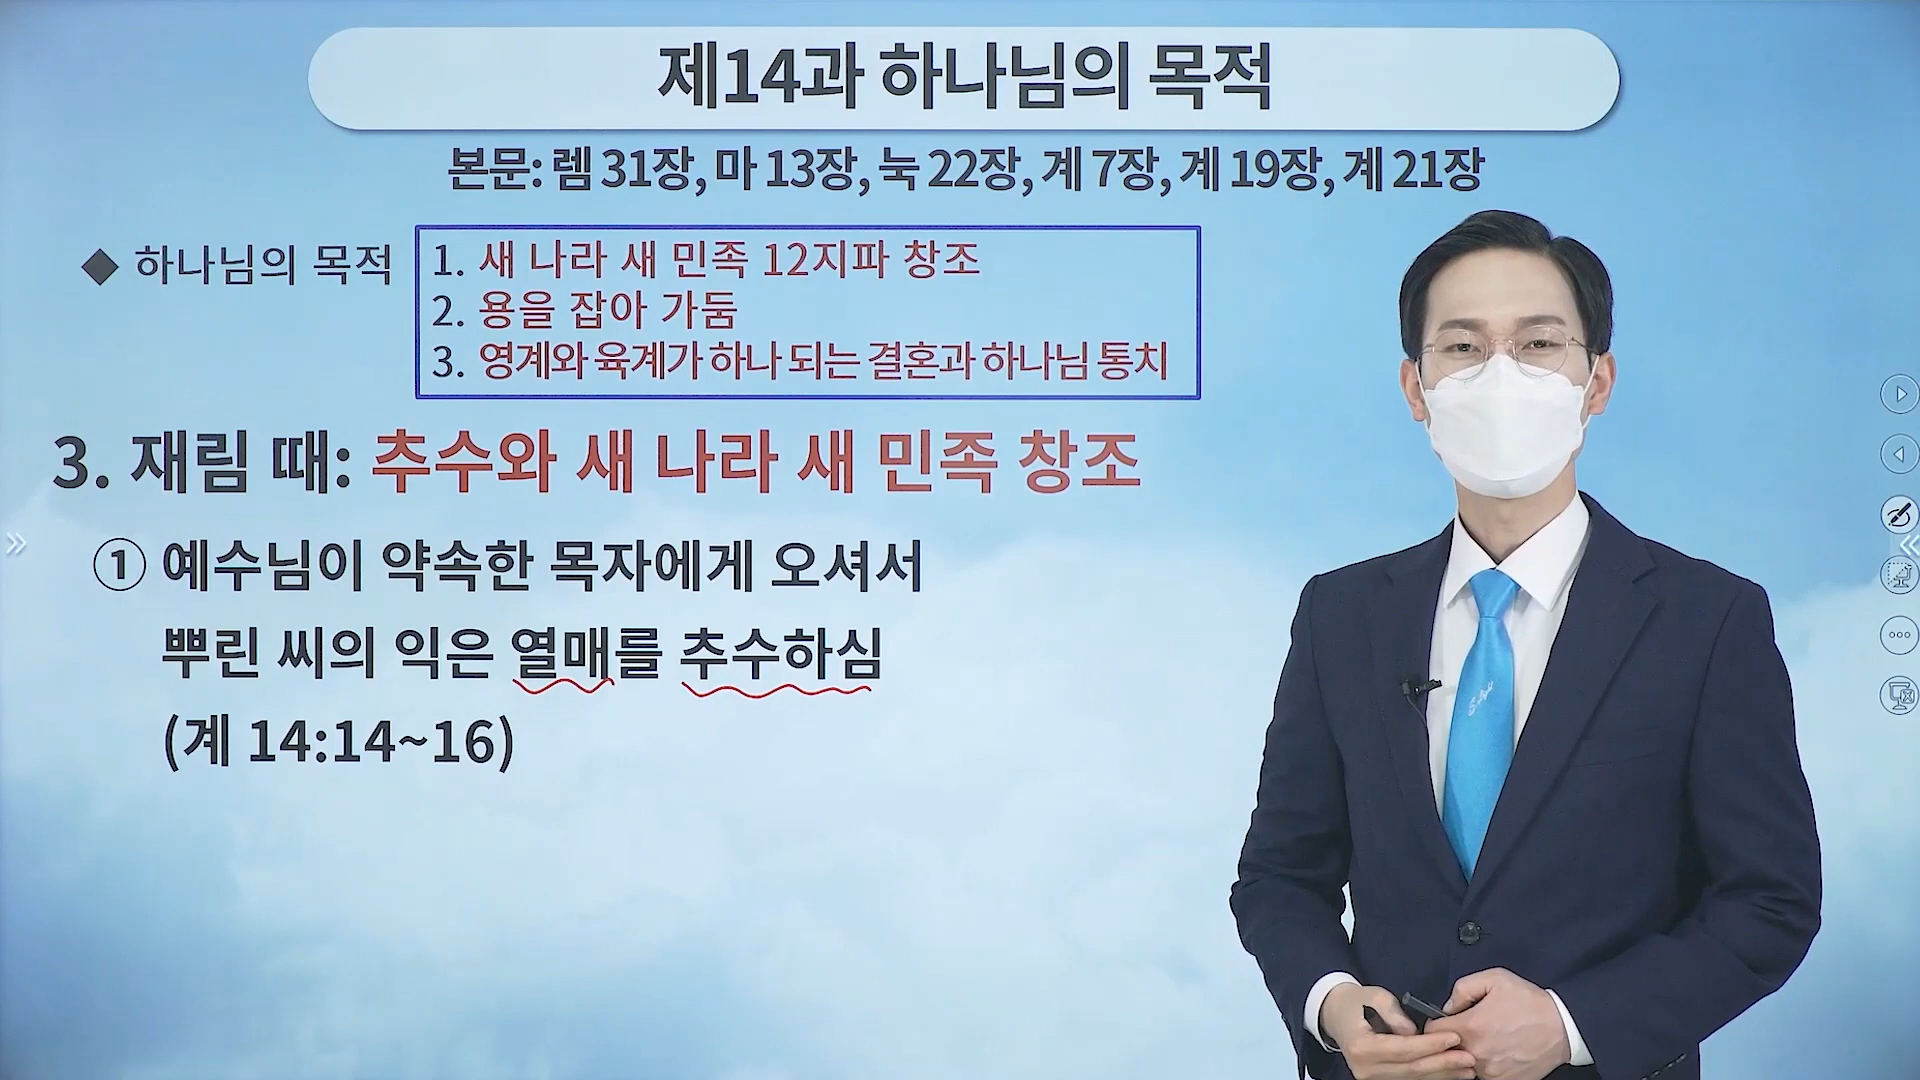 제14과 하나님의 목적
본문: 렘 31장, 마 13장, 눅 22장, 계 7장, 계 19장, 계 21장
◆ 하나님의 목적
1. 새 나라 새 민족 12지파 창조
2. 용을 잡아 가둠
3. 영계와 육계가 하나 되는 결혼과 하나님 통치
3. 재림 때: 추수와 새 나라 새 민족 창조
① 예수님이 약속한 목자에게 오셔서
뿌린 씨의 익은 열매를 추수하심
(계 14:14~16)